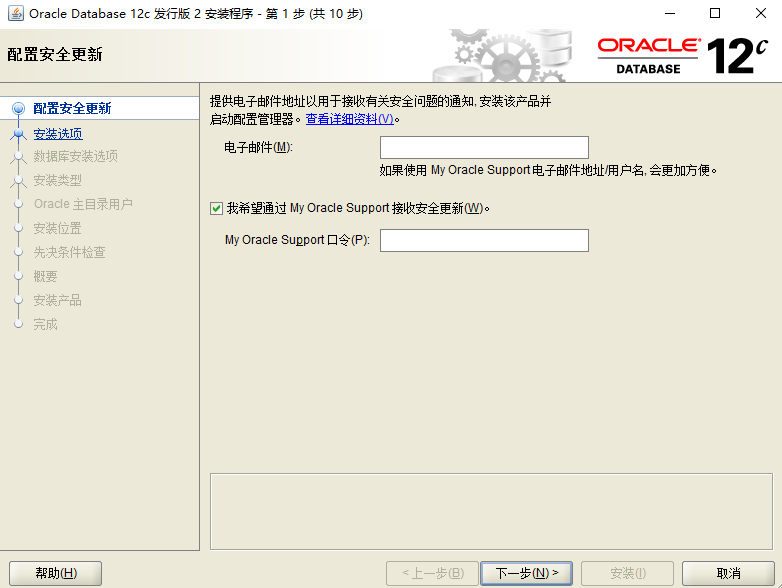 Oracle Database 12c 发行版 2 安装程序 - 第 1 步 (共 10 步)
配置安全更新
ORACLE
DATABASE
12c
配置安全更新
安装选项
数据库安装选项
安装类型
Oracle 主目录用户
安装位置
先决条件检查
概要
安装产品
完成
提供电子邮件地址以用于接收有关安全问题的通知, 安装该产品并
启动配置管理器。查看详细资料(V)。
电子邮件(M):
如果使用 My Oracle Support 电子邮件地址/用户名, 会更加方便。
我希望通过 My Oracle Support 接收安全更新(W)。
My Oracle Support 口令(P):
帮助(H)
< 上一步(B)
下一步(N) >
安装(I)
取消